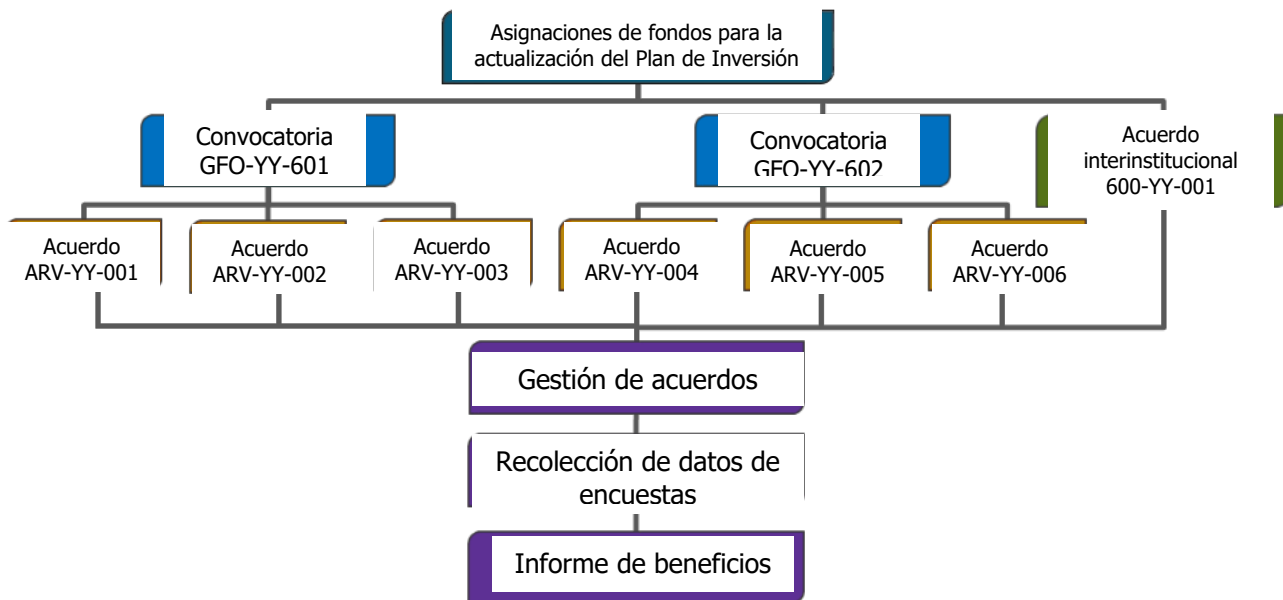 Asignaciones de fondos para la
actualización del Plan de Inversión
Convocatoria
GFO-YY-601
Convocatoria
GFO-YY-602
Acuerdo
interinstitucional
600-YY-001
Acuerdo
ARV-YY-001
Acuerdo
ARV-YY-002
Acuerdo
ARV-YY-003
Acuerdo
ARV-YY-004
Acuerdo
ARV-YY-005
Acuerdo
ARV-YY-006
Gestión de acuerdos
Recolección de datos de
encuestas
Informe de beneficios